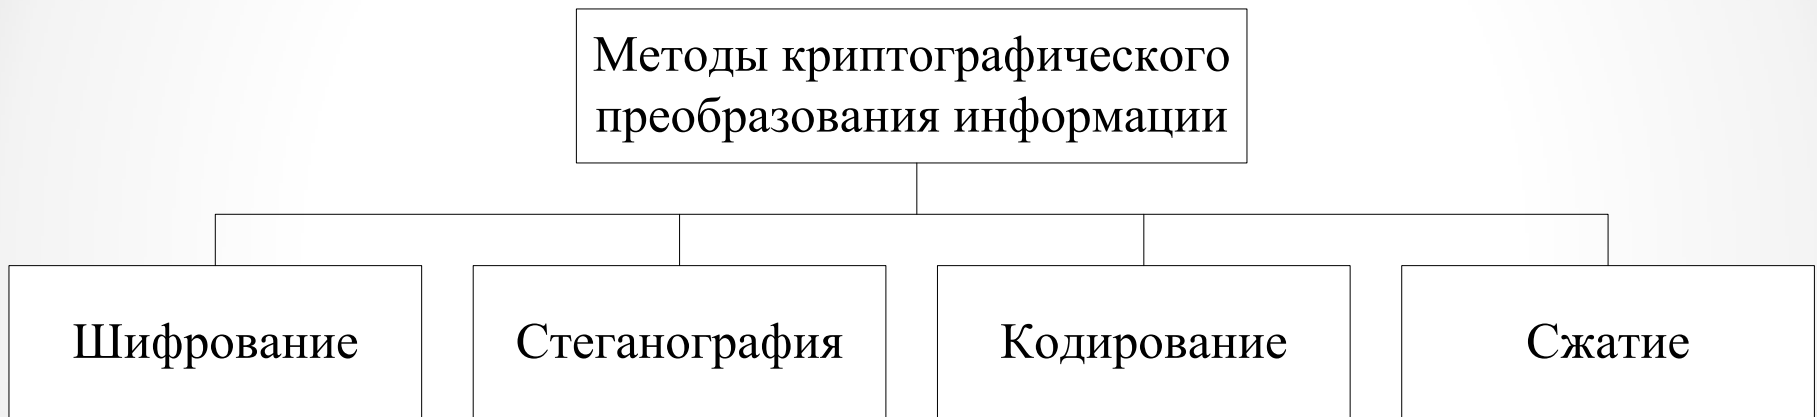 Методы криптографического
преобразования информации
Шифрование
Стеганография
Кодирование
Сжатие